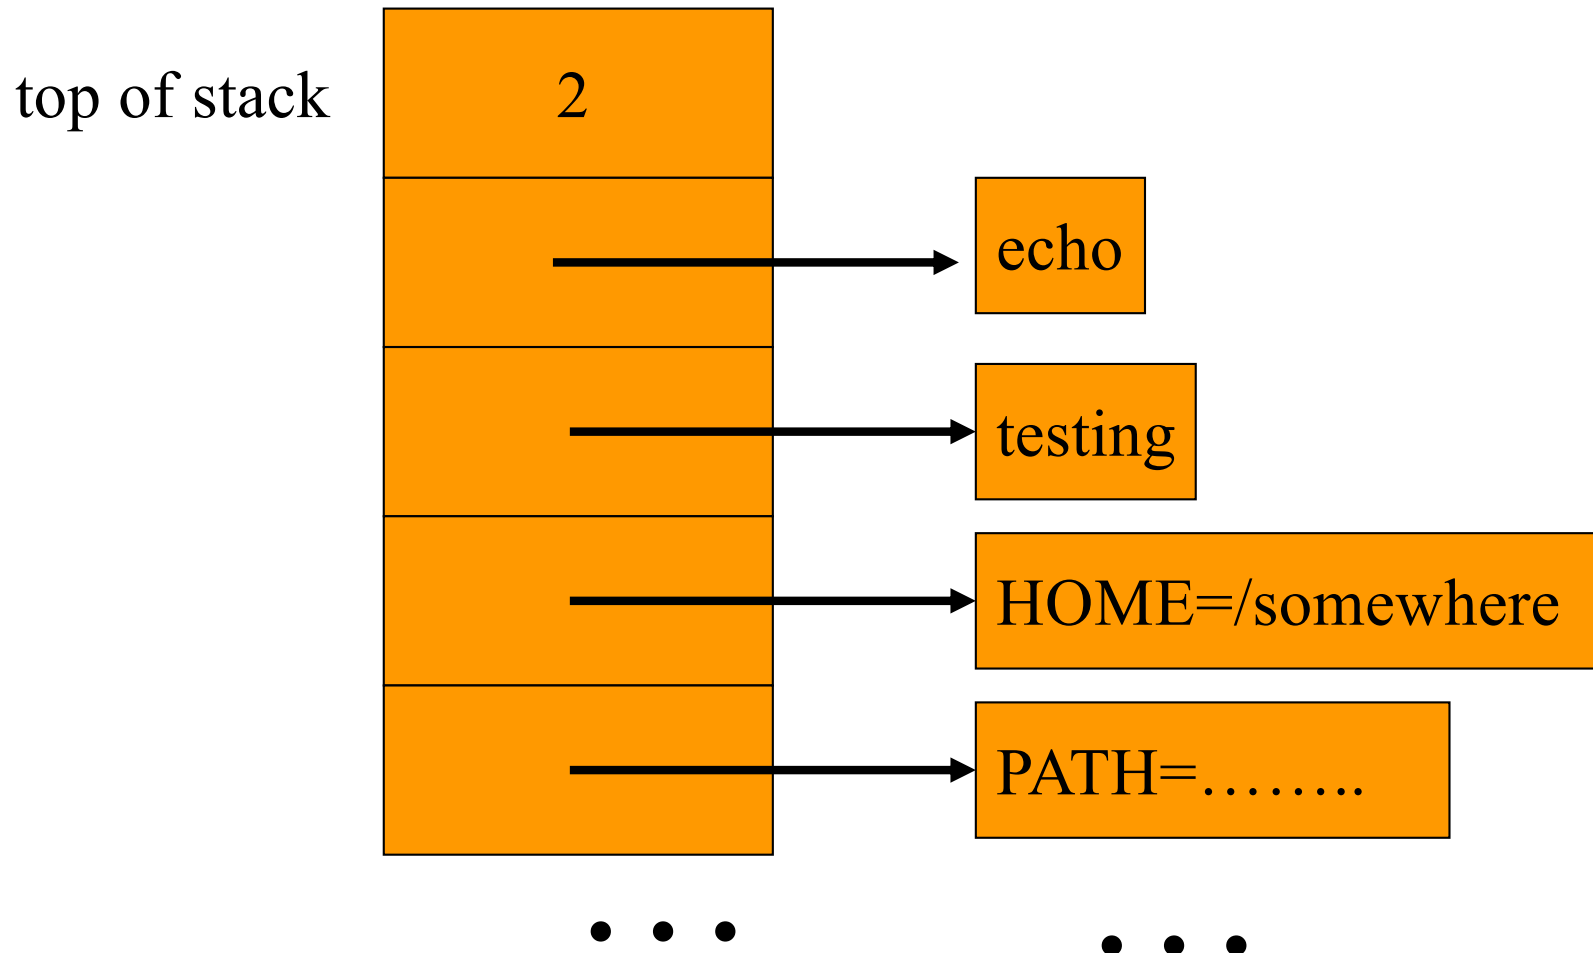 top of stack
2
echo
testing
HOME=/somewhere
PATH=……..
• • •
• • •